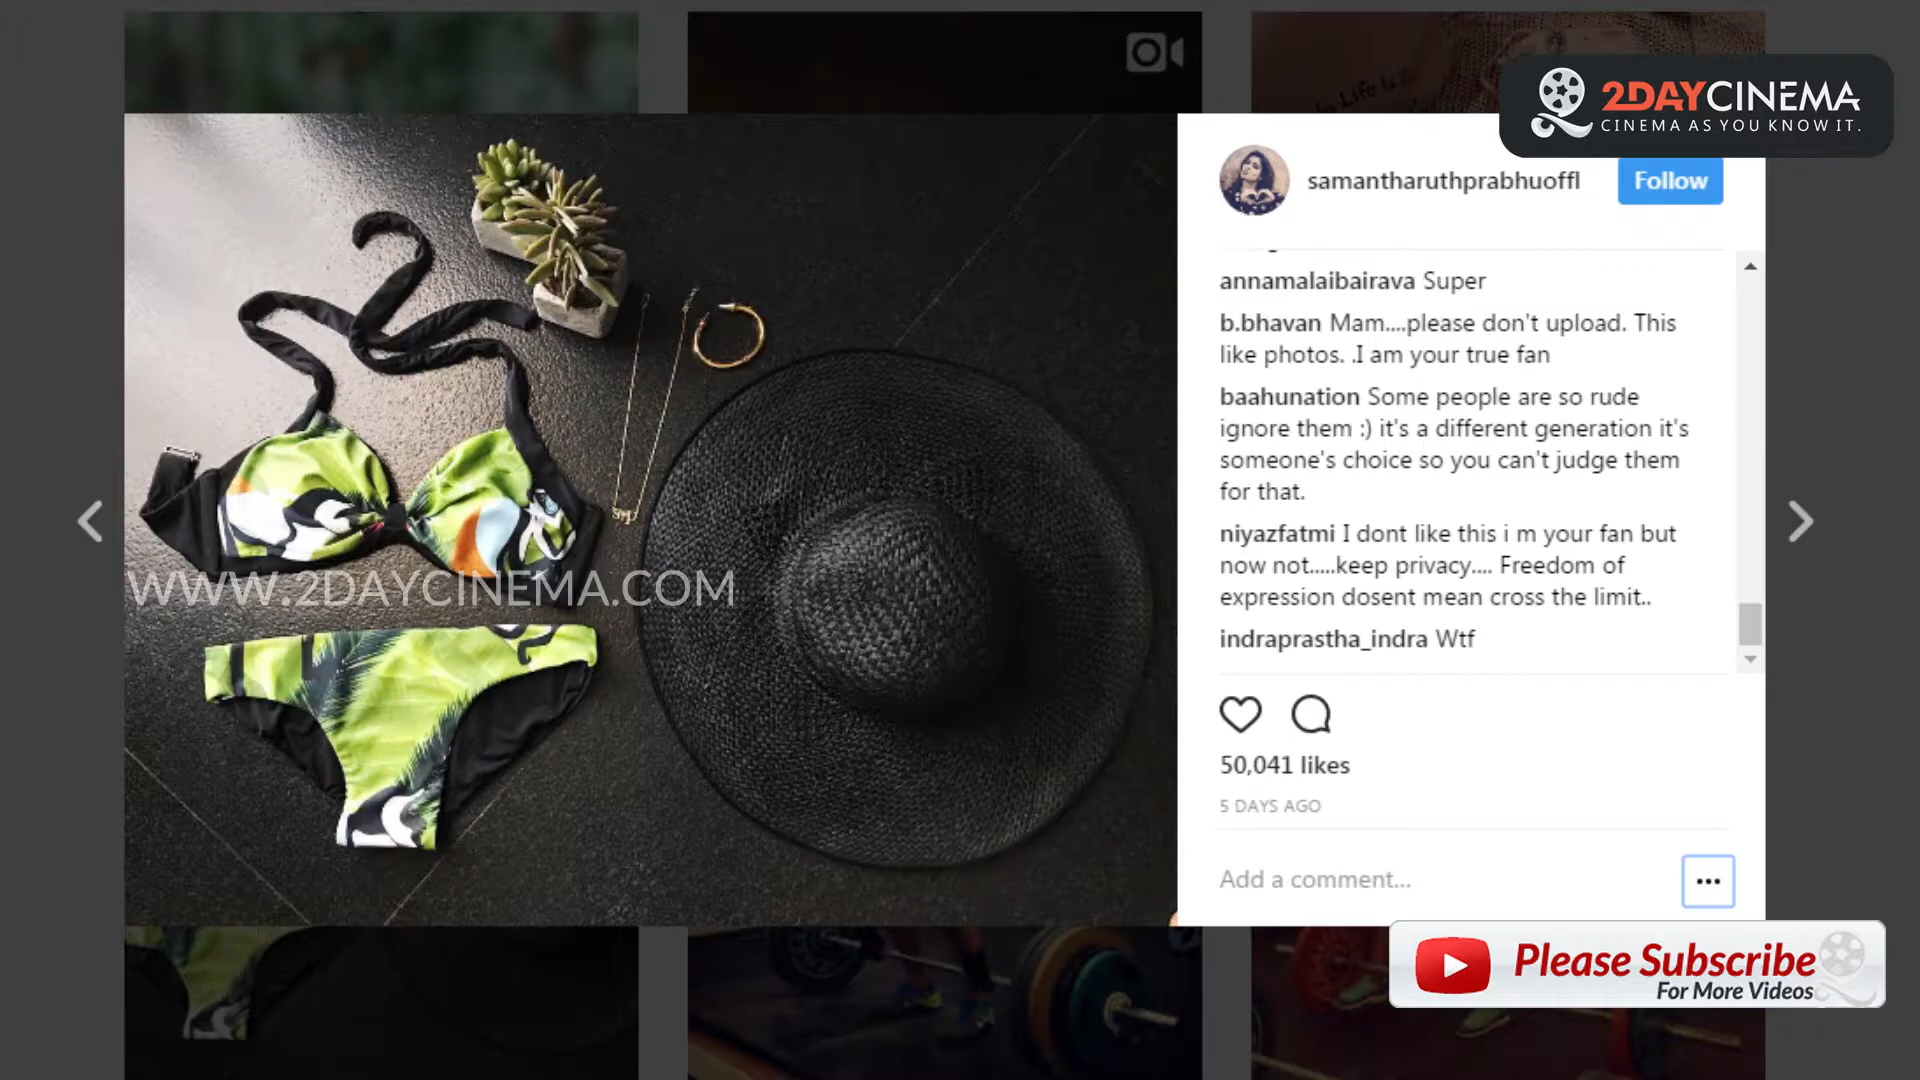 2DAYCINEMA
CINEMA AS YOU KNOW IT.
samantharuthprabhuoffl
Follow
annamalaibairava Super
b.bhavan Mam....please don't upload. This
like photos. .I am your true fan
baahunation Some people are so rude
ignore them :) it's a different generation it's
someone's choice so you can't judge them
for that.
niyazfatmi I dont like this i m your fan but
now not.....keep privacy.... Freedom of
expression dosent mean cross the limit..
indraprastha_indra Wtf
WWW.2DAYCINEMA.COM
50,041 likes
5 DAYS AGO
Add a comment...
Please Subscribe
For More Videos